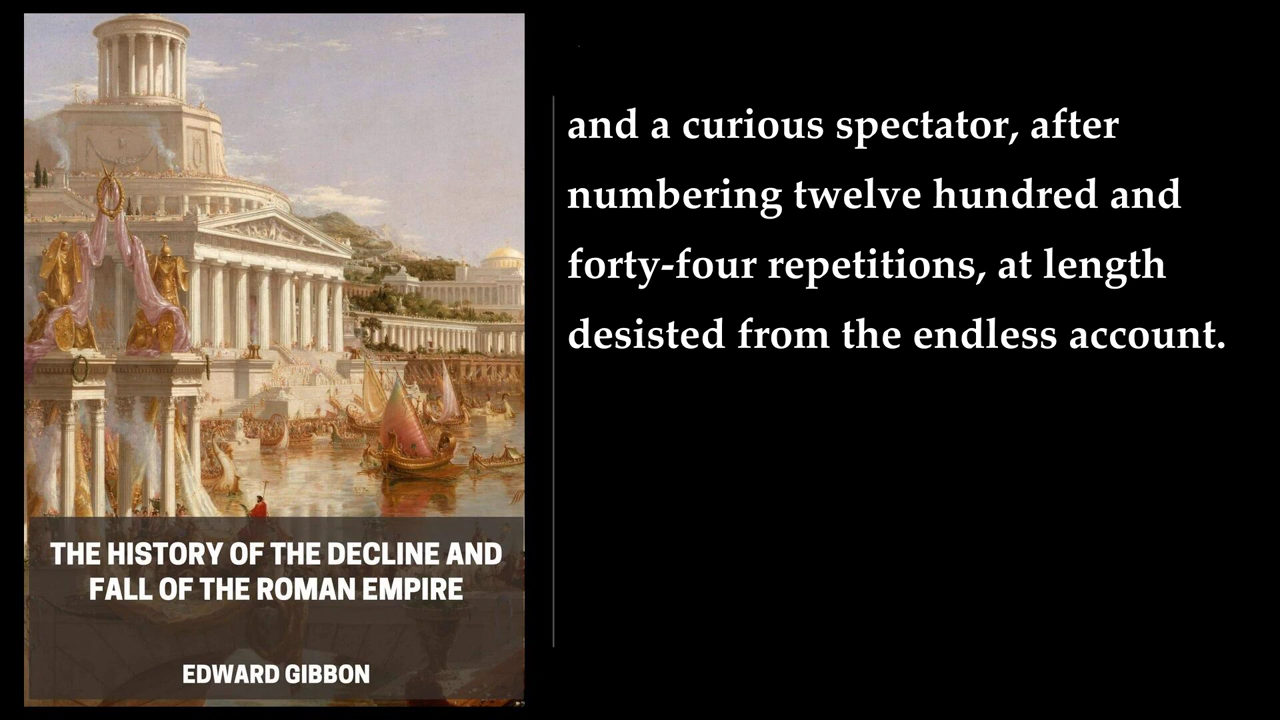 THE HISTORY OF THE DECLINE AND
FALL OF THE ROMAN EMPIRE
EDWARD GIBBON
and a curious spectator, after
numbering twelve hundred and
forty-four repetitions, at length
desisted from the endless account.